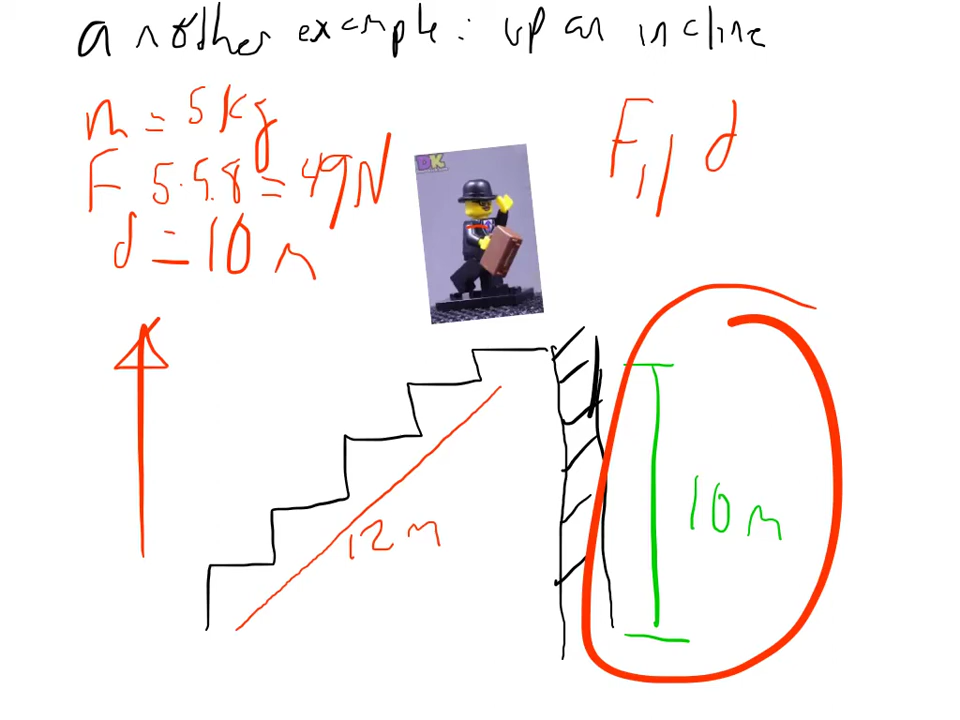 another example: up an incline
m = 5 kg
F 5.9.8 = 49N
d = 10 m
F, d
DK
12 m
10 m